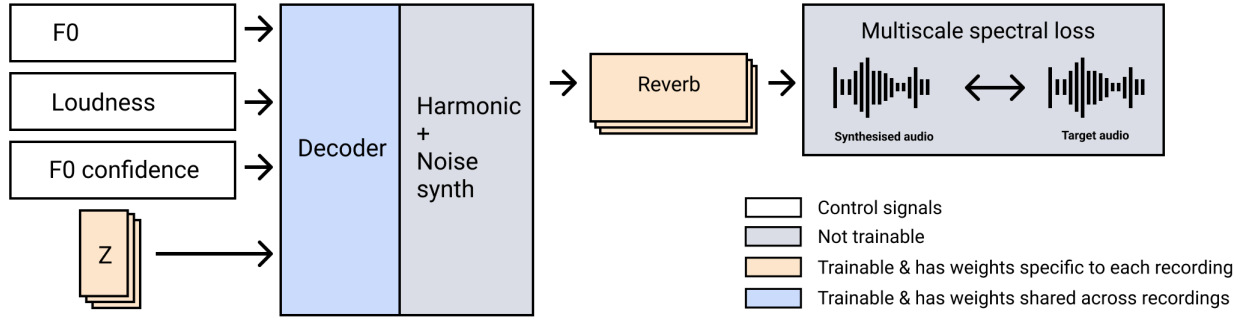 F0
Loudness
F0 confidence
Z
Decoder
Harmonic
+
Noise
synth
Reverb
Multiscale spectral loss
Synthesised audio
Target audio
Control signals
Not trainable
Trainable & has weights specific to each recording
Trainable & has weights shared across recordings